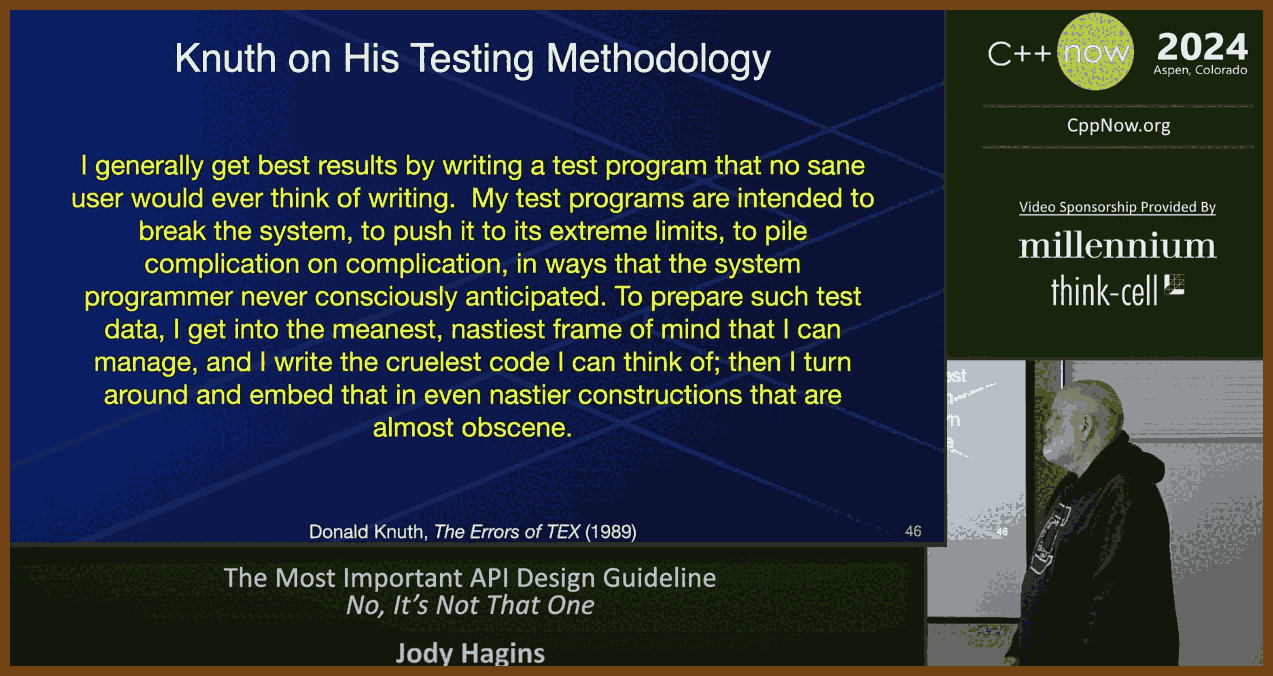 Knuth on His Testing Methodology
I generally get best results by writing a test program that no sane
user would ever think of writing.  My test programs are intended to
break the system, to push it to its extreme limits, to pile
complication on complication, in ways that the system
programmer never consciously anticipated. To prepare such test
data, I get into the meanest, nastiest frame of mind that I can
manage, and I write the cruelest code I can think of; then I turn
around and embed that in even nastier constructions that are
almost obscene.
Donald Knuth, The Errors of TEX (1989)
46
The Most Important API Design Guideline
No, It's Not That One
Jody Hagins
C++ now 2024
Aspen, Colorado
CppNow.org
Video Sponsorship Provided By
millennium
think-cell
46